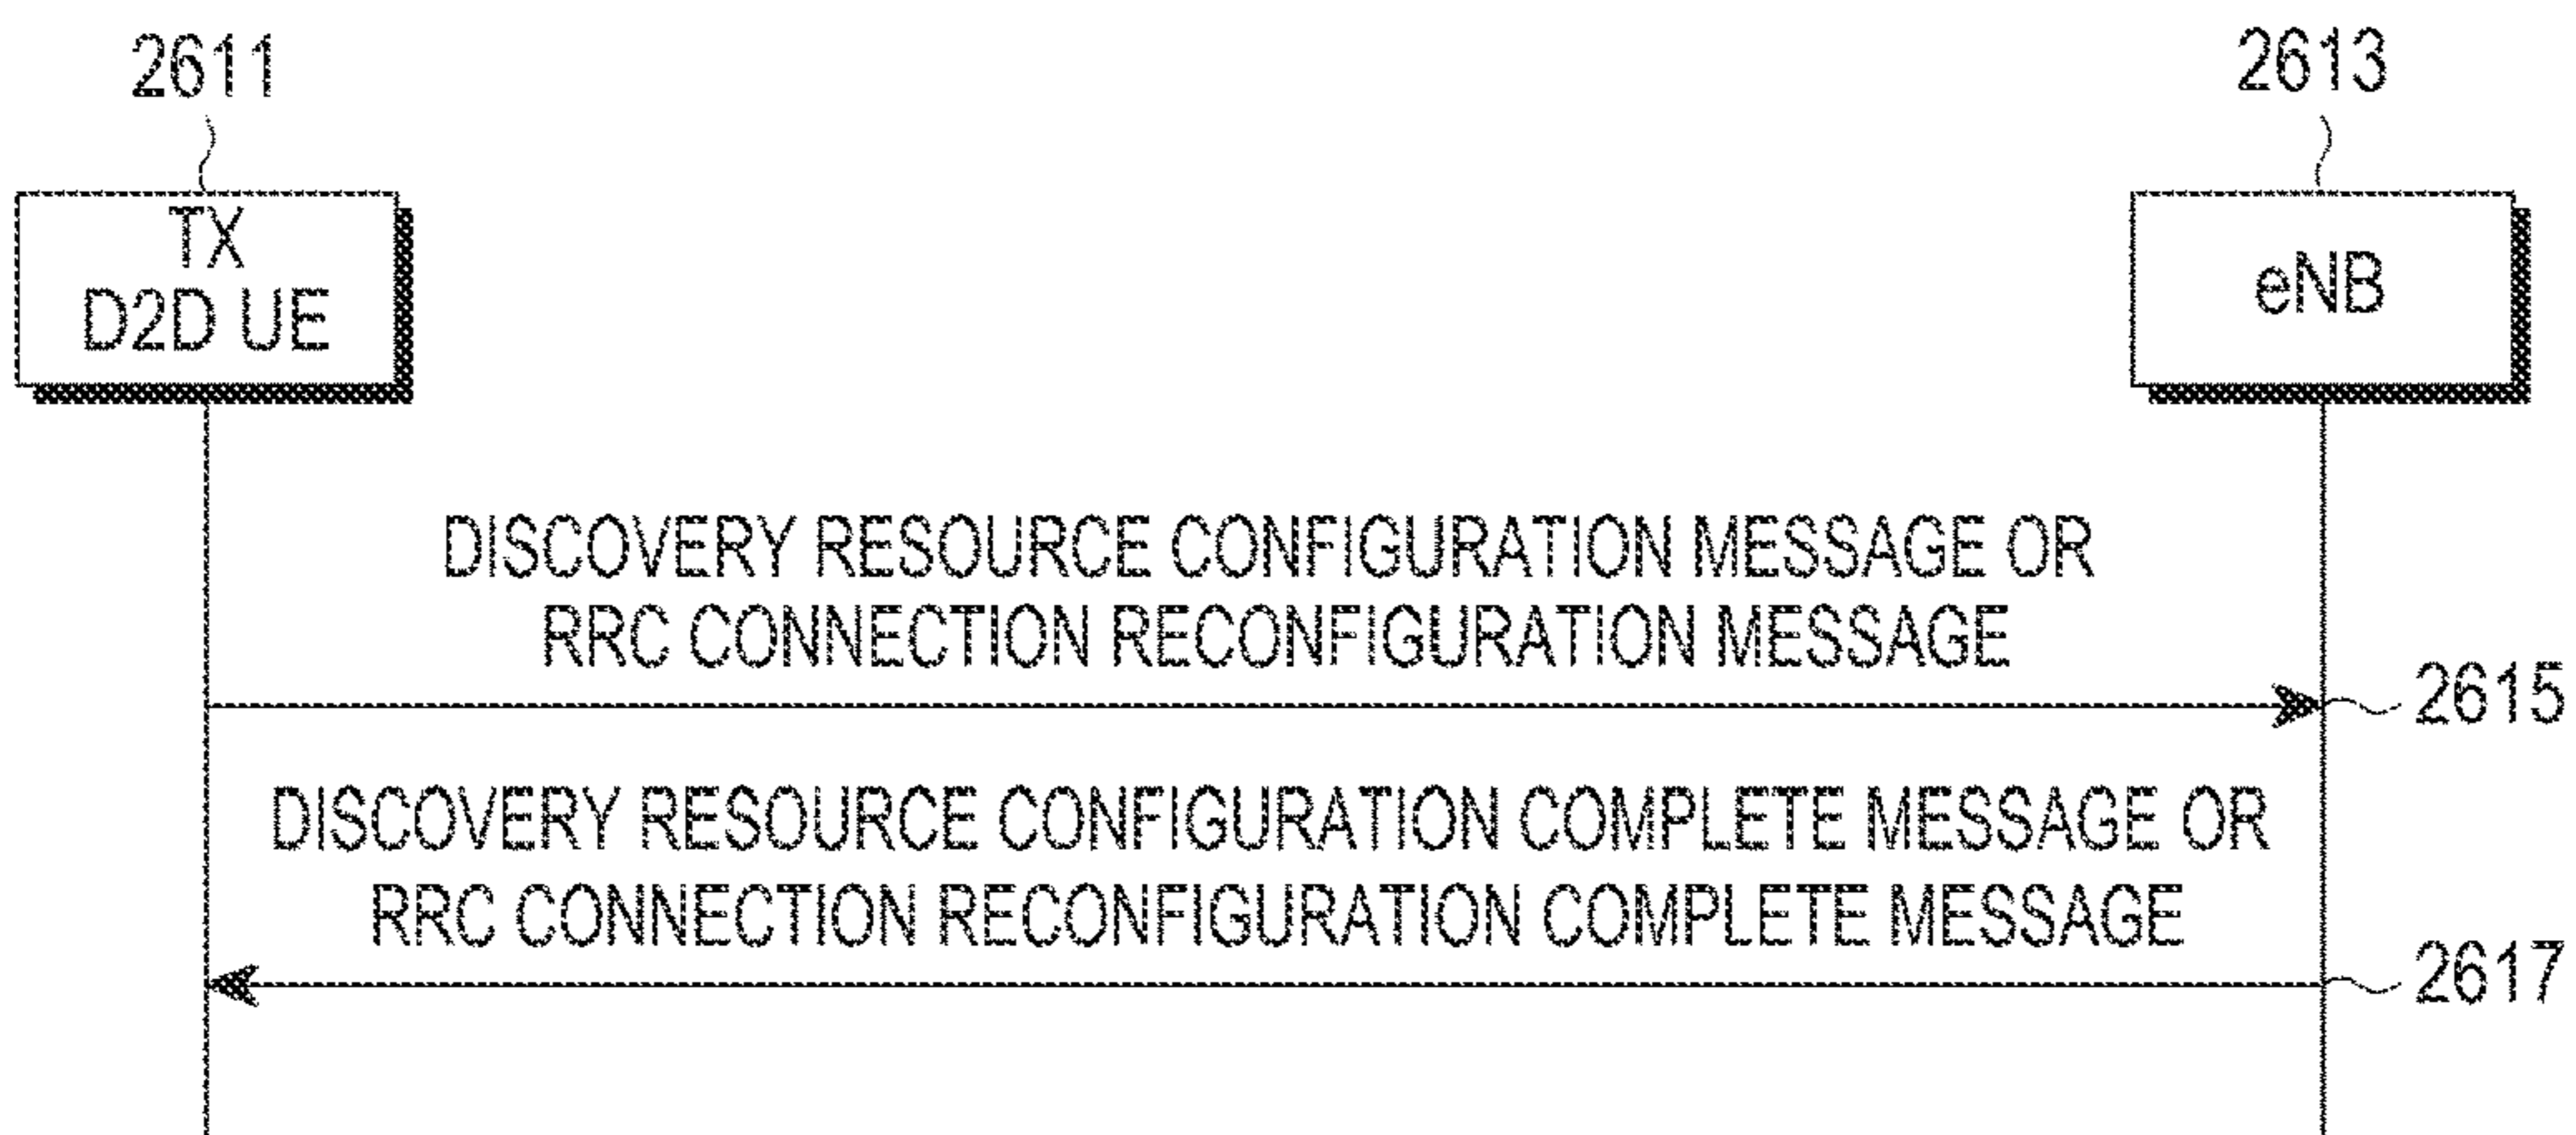 2611
2613
TX
D2D UE
eNB
DISCOVERY RESOURCE CONFIGURATION MESSAGE OR
RRC CONNECTION RECONFIGURATION MESSAGE
2615
DISCOVERY RESOURCE CONFIGURATION COMPLETE MESSAGE OR
RRC CONNECTION RECONFIGURATION COMPLETE MESSAGE
2617